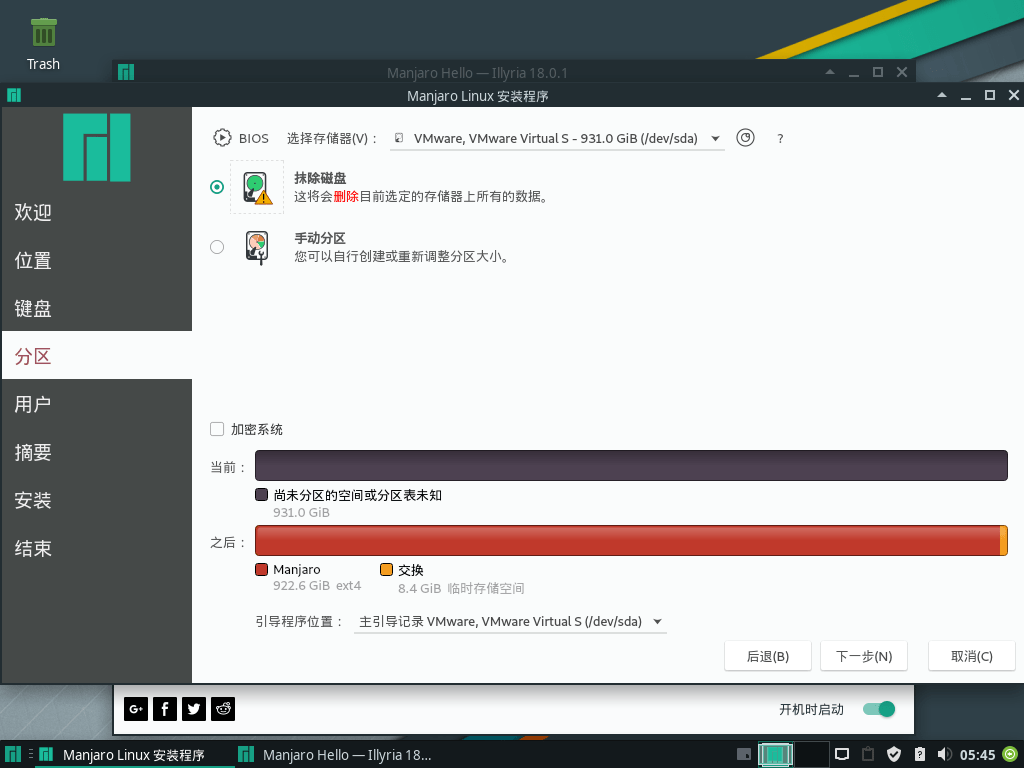 Trash
Manjaro Hello — Illyria 18.0.1
Manjaro Linux 安装程序
欢迎
位置
键盘
分区
用户
摘要
安装
结束
BIOS 选择存储器(V)： VMware, VMware Virtual S - 931.0 GiB (/dev/sda) ?
抹除磁盘
这将会删除目前选定的存储器上所有的数据。
手动分区
您可以自行创建或重新调整分区大小。
加密系统
当前：
尚未分区的空间或分区表未知
931.0 GiB
之后：
Manjaro 交换
922.6 GiB ext4 8.4 GiB 临时存储空间
引导程序位置： 主引导记录 VMware, VMware Virtual S (/dev/sda)
后退(B) 下一步(N) 取消(C)
G+ 开机时启动
Manjaro Linux 安装程序 Manjaro Hello — Illyria 18... 05:45